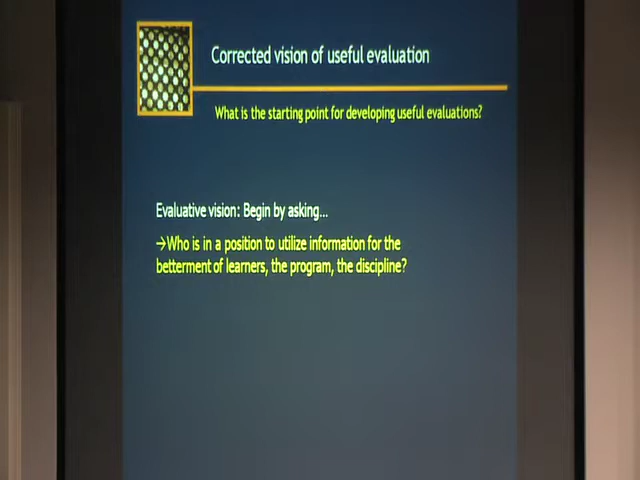 Corrected vision of useful evaluation
What is the starting point for developing useful evaluations?
Evaluative vision: Begin by asking...
→Who is in a position to utilize information for the
betterment of learners, the program, the discipline?